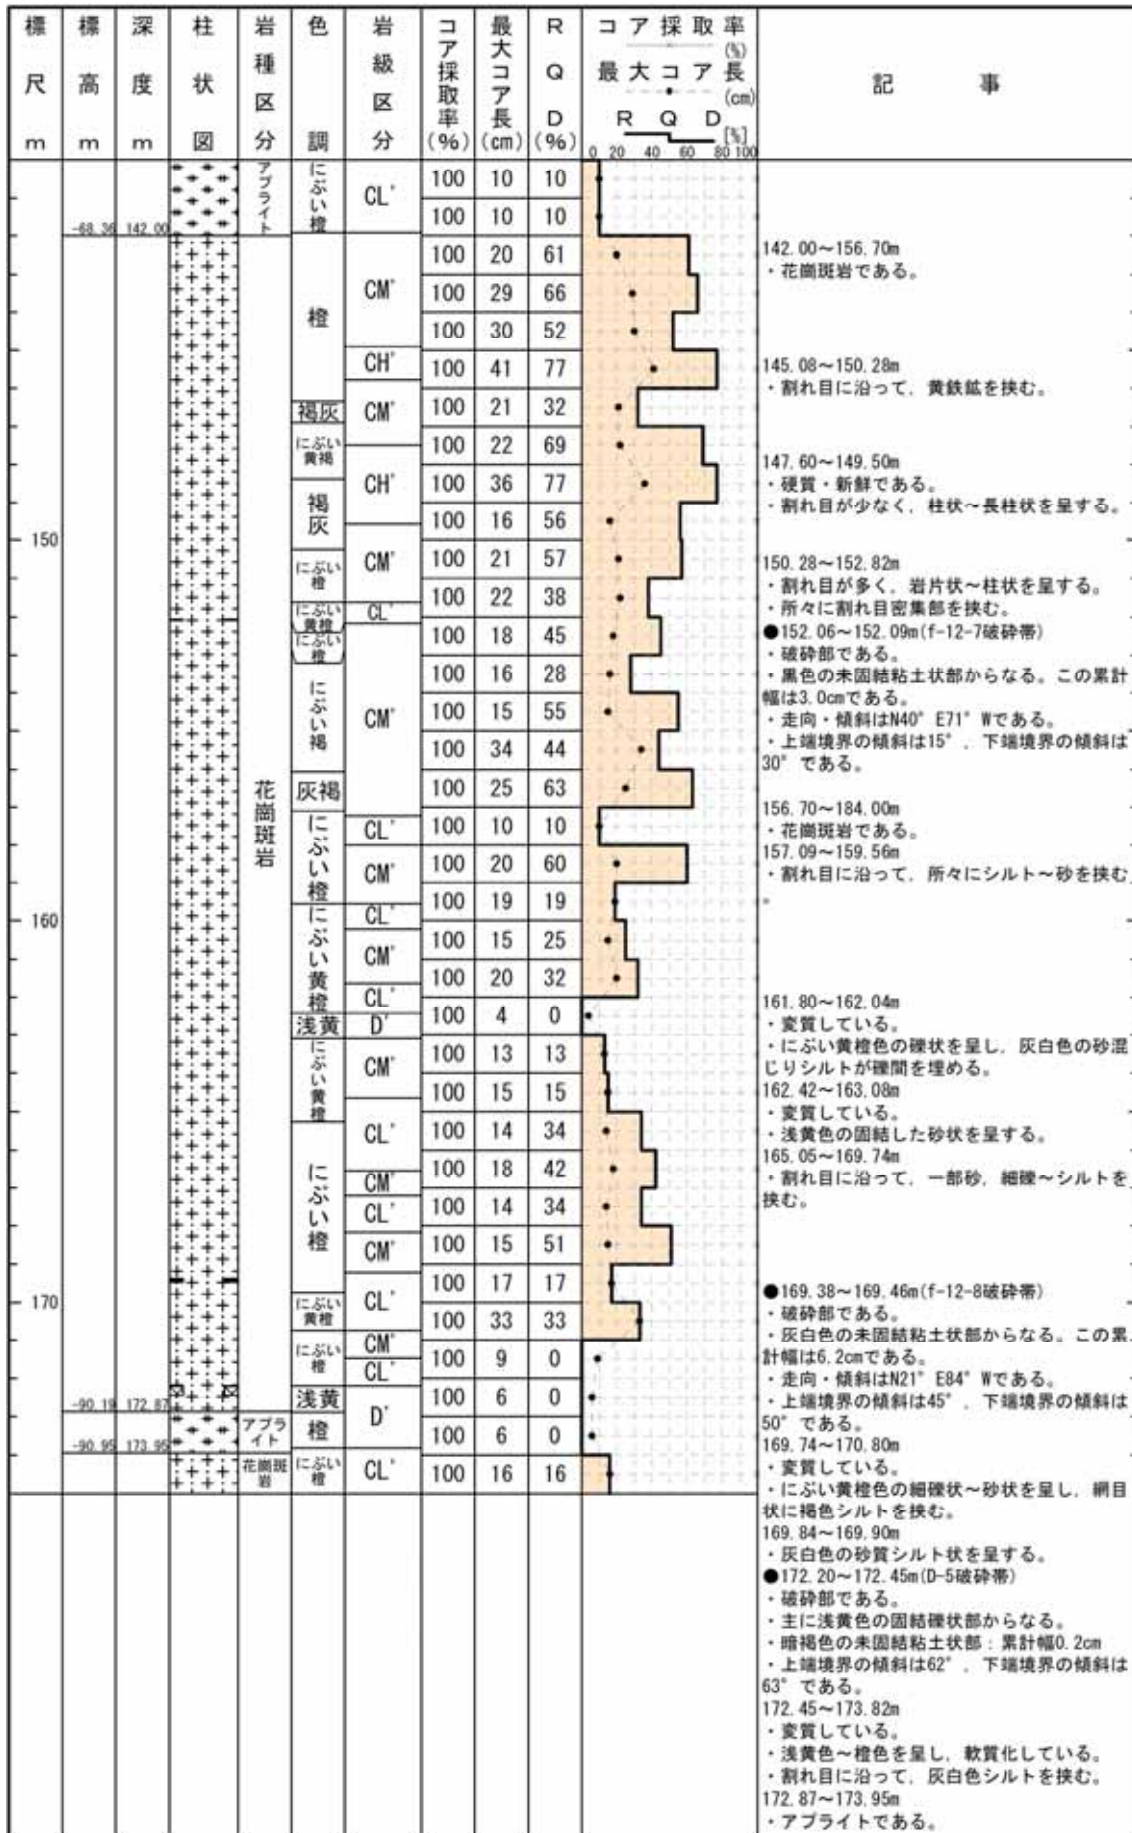 標尺m
標高m
深度m
柱状図
岩種区分
色調
岩級区分
コア採取率(%)
最大コア長(cm)
RQD(%)
コア採取率(%)
最大コア長(cm)
RQD[%]
0 20 40 60 80 100
記事
アプライト
にぶい橙
CL'
100 10 10
100 10 10
-68.36 142.00
100 20 61
CM'
100 29 66
橙
100 30 52
CH'
100 41 77
褐灰
CM'
100 21 32
にぶい黄褐
100 22 69
CH'
100 36 77
褐灰
100 16 56
150
にぶい橙
CM'
100 21 57
100 22 38
にぶい黄橙
CL'
にぶい橙
100 18 45
100 16 28
にぶい褐
CM'
100 15 55
100 34 44
灰褐
100 25 63
花崗斑岩
にぶい橙
CL'
100 10 10
CM'
100 20 60
100 19 19
CL'
160
にぶい黄橙
100 15 25
CM'
100 20 32
CL'
浅黄
D'
100 4 0
にぶい黄橙
CM'
100 13 13
100 15 15
CL'
100 14 34
にぶい橙
CM'
100 18 42
CL'
100 14 34
CM'
100 15 51
100 17 17
170
にぶい黄橙
CL'
100 33 33
にぶい橙
CM'
100 9 0
CL'
浅黄
100 6 0
-90.19 172.87
D'
アプライト
橙
100 6 0
-90.95 173.95
花崗斑岩
にぶい橙
CL'
100 16 16
142.00～156.70m
・花崗斑岩である。
145.08～150.28m
・割れ目に沿って，黄鉄鉱を挟む。
147.60～149.50m
・硬質・新鮮である。
・割れ目が少なく，柱状～長柱状を呈する。
150.28～152.82m
・割れ目が多く，岩片状～柱状を呈する。
・所々に割れ目密集部を挟む。
●152.06～152.09m(f-12-7破砕帯)
・破砕部である。
・黒色の未固結粘土状部からなる。この累計
幅は3.0cmである。
・走向・傾斜はN40°E71°Wである。
・上端境界の傾斜は15°，下端境界の傾斜は
30°である。
156.70～184.00m
・花崗斑岩である。
157.09～159.56m
・割れ目に沿って，所々にシルト～砂を挟む
。
161.80～162.04m
・変質している。
・にぶい黄橙色の礫状を呈し，灰白色の砂混
じりシルトが礫間を埋める。
162.42～163.08m
・変質している。
・浅黄色の固結した砂状を呈する。
165.05～169.74m
・割れ目に沿って，一部砂，細礫～シルトを
挟む。
●169.38～169.46m(f-12-8破砕帯)
・破砕部である。
・灰白色の未固結粘土状部からなる。この累
計幅は6.2cmである。
・走向・傾斜はN21°E84°Wである。
・上端境界の傾斜は45°，下端境界の傾斜は
50°である。
169.74～170.80m
・変質している。
・にぶい黄橙色の細礫状～砂状を呈し，網目
状に褐色シルトを挟む。
169.84～169.90m
・灰白色の砂質シルト状を呈する。
●172.20～172.45m(D-5破砕帯)
・破砕部である。
・主に浅黄色の固結礫状部からなる。
・暗褐色の未固結粘土状部：累計幅0.2cm
・上端境界の傾斜は62°，下端境界の傾斜は
63°である。
172.45～173.82m
・変質している。
・浅黄色～橙色を呈し，軟質化している。
・割れ目に沿って，灰白色シルトを挟む。
172.87～173.95m
・アプライトである。